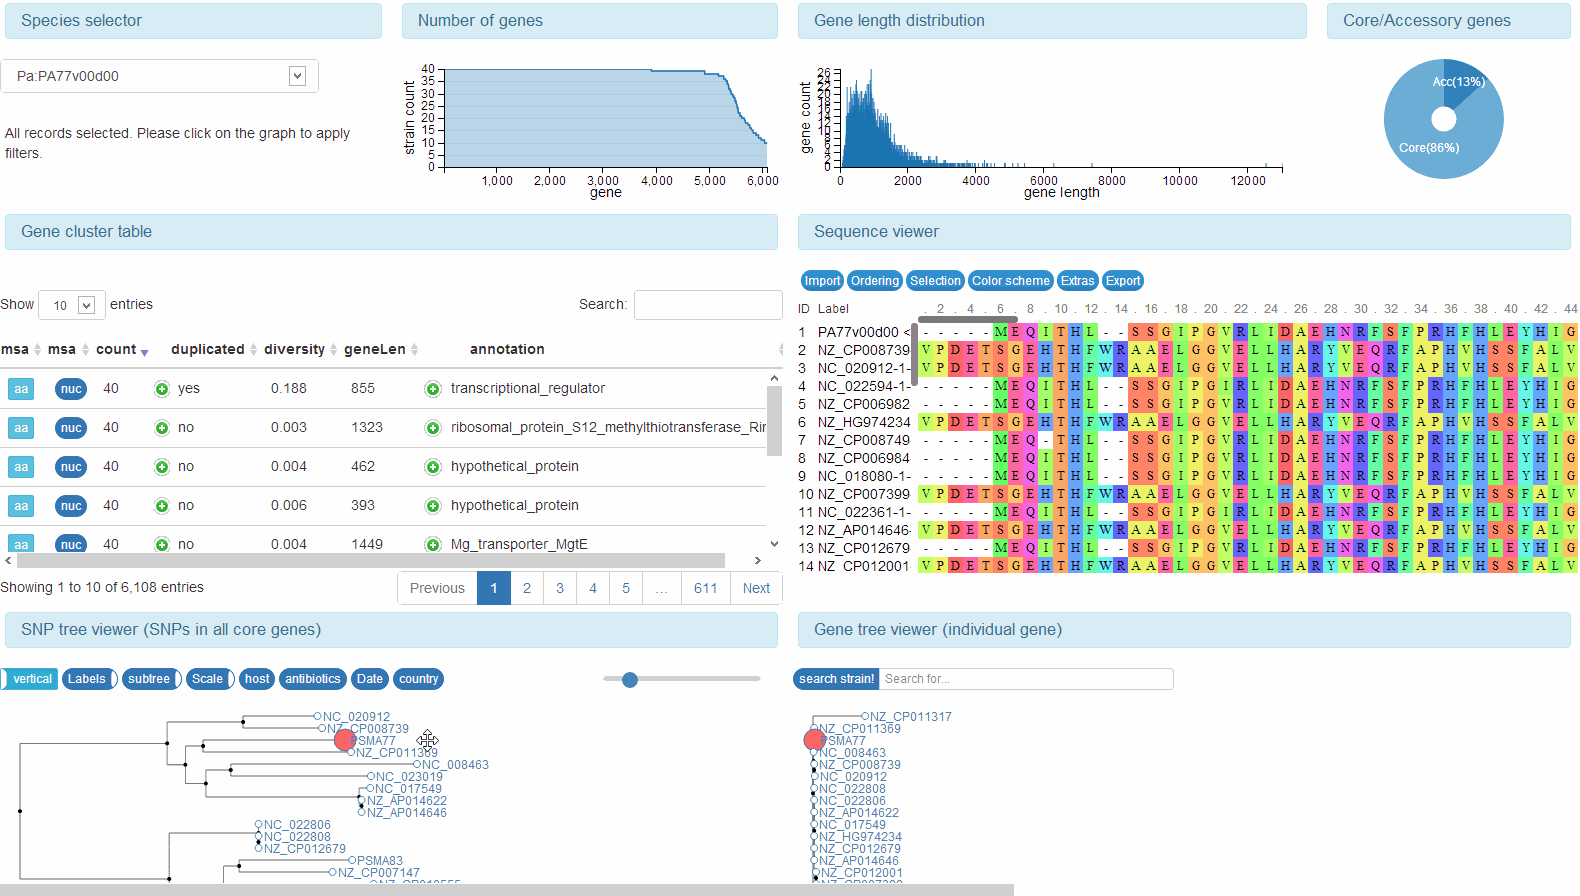 Species selector
Number of genes
Gene length distribution
Core/Accessory genes
Pa:PA77v00d00
All records selected. Please click on the graph to apply
filters.
strain count
40
35
30
25
20
15
10
5
0
1,000 2,000 3,000 4,000 5,000 6,000
gene
gene count
0 2000 4000 6000 8000 10000 12000
gene length
Acc(13%)
Core(86%)
Gene cluster table
Show 10 entries
Search:
msa msa count duplicated diversity geneLen annotation
aa nuc 40 yes 0.188 855 transcriptional_regulator
aa nuc 40 no 0.003 1323 ribosomal_protein_S12_methylthiotransferase_Rir
aa nuc 40 no 0.004 462 hypothetical_protein
aa nuc 40 no 0.006 393 hypothetical_protein
aa nuc 40 no 0.004 1449 Mg_transporter_MgtE
Showing 1 to 10 of 6,108 entries
Previous 1 2 3 4 5 ... 611 Next
Sequence viewer
Import Ordering Selection Color scheme Extras Export
ID Label . 2 . 4 . 6 . 8 . 10 . 12 . 14 . 16 . 18 . 20 . 22 . 24 . 26 . 28 . 30 . 32 . 34 . 36 . 38 . 40 . 42 . 44
1 PA77v00d00 < - - - - - M E Q I T H L - - S S G I P G V R L I D A E H N R F S F P R H F H L E Y H I G
2 NZ_CP008739 V P D E T S G E H T H F W R A A E L G G V E L L H A R Y V E Q R F A P H V H S S F A L V
3 NC_020912-1- V P D E T S G E H T H F W R A A E L G G V E L L H A R Y V E Q R F A P H V H S S F A L V
4 NC_022594-1- - - - - - M E Q I T H L - - S S G I P G V R L I D A E H N R F S F P R H F H L E Y H I G
5 NZ_CP006982 - - - - - M E Q I T H L - - S S G I P G V R L I D A E H N R F S F P R H F H L E Y H I G
6 NZ_HG974234 V P D E T S G E H T H F W R A A E L G G V E L L H A R Y V E Q R F A P H V H S S F A L V
7 NZ_CP008749 - - - - - M E Q - T H L - - S S G I P G V R L I D A E H N R F S F P R H F H L E Y H I G
8 NZ_CP006984 - - - - - M E Q I T H L - - S S G I P G V R L I D A E H N R F S F P R H F H L E Y H I G
9 NC_018080-1- - - - - - M E Q I T H L - - S S G I P G V R L I D A E H N R F S F P R H F H L E Y H I G
10 NZ_CP007399 V P D E T S G E H T H F W R A A E L G G V E L L H A R Y V E Q R F A P H V H S S F A L V
11 NC_022361-1- - - - - - M E Q I T H L - - S S G I P G V R L I D A E H N R F S F P R H F H L E Y H I G
12 NZ_AP014646- V P D E T S G E H T H F W R A A E L G G V E L L H A R Y V E Q R F A P H V H S S F A L V
13 NZ_CP012679 - - - - - M E Q I T H L - - S S G I P G V R L I D A E H N R F S F P R H F H L E Y H I G
14 NZ_CP012001 V P D E T S G E H T H F W R A A E L G G V E L L H A R Y V E Q R F A P H V H S S F A L V
SNP tree viewer (SNPs in all core genes)
vertical Labels subtree Scale host antibiotics Date country
NC_020912
NZ_CP008739
PSMA77
NZ_CP011369
NC_008463
NC_023019
NC_017549
NZ_AP014622
NZ_AP014646
NC_022806
NC_022808
NZ_CP012679
PSMA83
NZ_CP007147
Gene tree viewer (individual gene)
search strain! Search for...
NZ_CP011317
NZ_CP011369
PSMA77
NC_008463
NZ_CP008739
NC_020912
NC_022808
NC_022806
NZ_AP014622
NC_017549
NZ_HG974234
NZ_CP012679
NZ_AP014646
NZ_CP012001